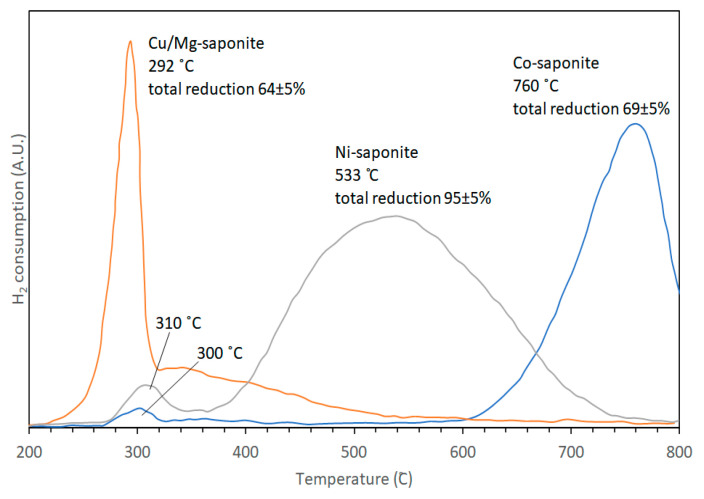 Cu/Mg-saponite
292 ˚C
total reduction 64±5%
Co-saponite
760 ˚C
total reduction 69±5%
Ni-saponite
533 ˚C
total reduction 95±5%
310 ˚C
300 ˚C
H2 consumption (A.U.)
200 300 400 500 600 700 800
Temperature (˚C)